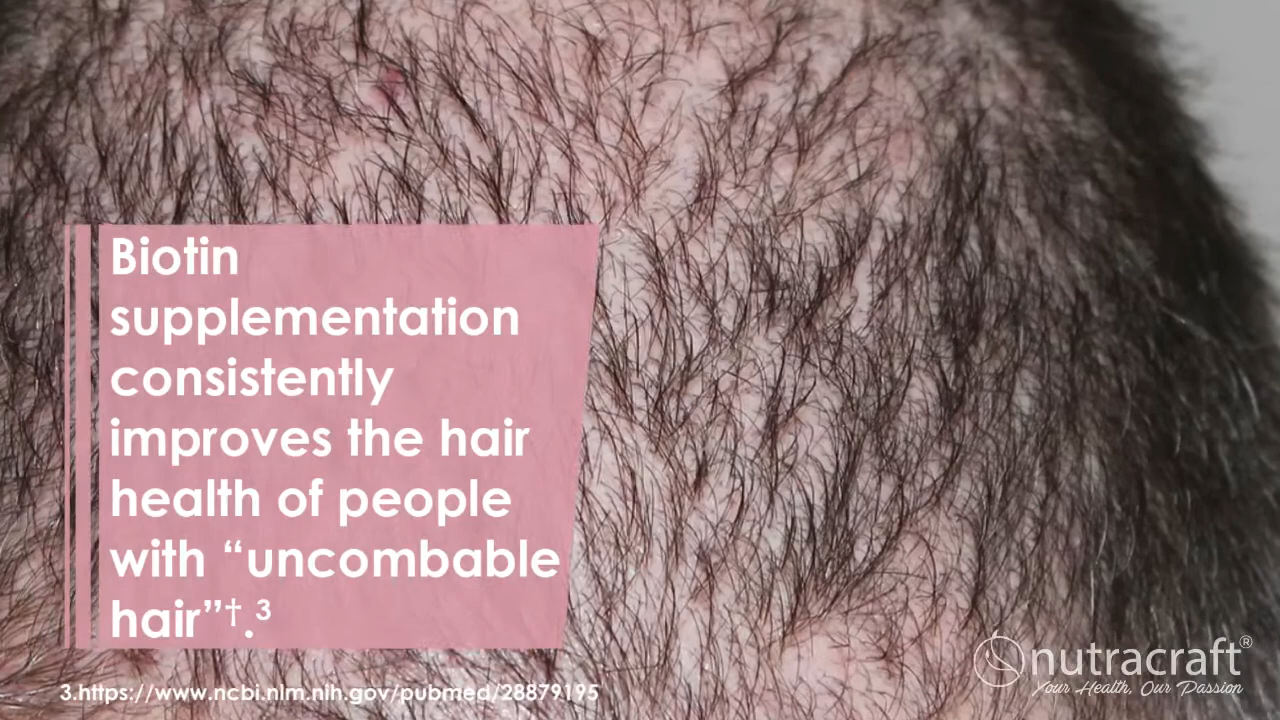 Biotin
supplementation
consistently
improves the hair
health of people
with “uncombable
hair”†.³
3.https://www.ncbi.nlm.nih.gov/pubmed/28879195
nutracraft®
Your Health, Our Passion